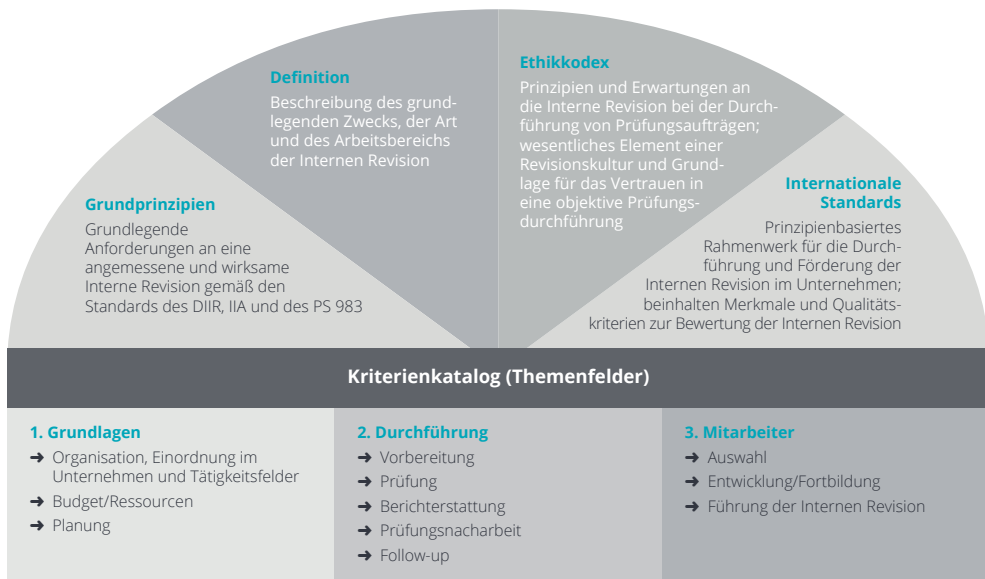 Grundprinzipien
Grundlegende
Anforderungen an eine
angemessene und wirksame
Interne Revision gemäß den
Standards des DIIR, IIA und des PS 983
Definition
Beschreibung des grund-
legenden Zwecks, der Art
und des Arbeitsbereichs
der Internen Revision
Ethikkodex
Prinzipien und Erwartungen an
die Interne Revision bei der Durch-
führung von Prüfungsaufträgen;
wesentliches Element einer
Revisionskultur und Grund-
lage für das Vertrauen in
eine objektive Prüfungs-
durchführung
Internationale
Standards
Prinzipienbasiertes
Rahmenwerk für die Durch-
führung und Förderung der
Internen Revision im Unternehmen;
beinhalten Merkmale und Qualitäts-
kriterien zur Bewertung der Internen Revision
Kriterienkatalog (Themenfelder)
1. Grundlagen
➜ Organisation, Einordnung im
Unternehmen und Tätigkeitsfelder
➜ Budget/Ressourcen
➜ Planung
2. Durchführung
➜ Vorbereitung
➜ Prüfung
➜ Berichterstattung
➜ Prüfungsnacharbeit
➜ Follow-up
3. Mitarbeiter
➜ Auswahl
➜ Entwicklung/Fortbildung
➜ Führung der Internen Revision